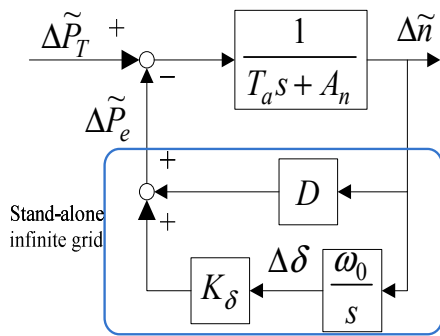 ΔP̃_T
+
−
1
T_a s + A_n
Δñ
ΔP̃_e
+
+
D
Stand-alone
infinite grid
K_δ
Δδ
ω_0
s